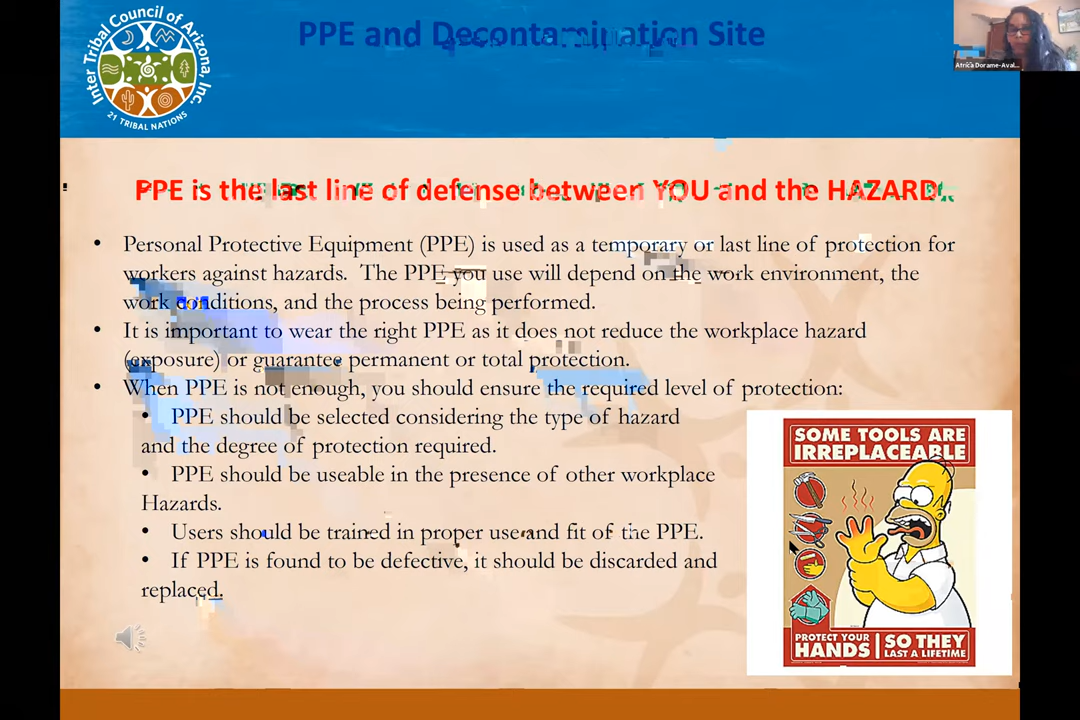 Inter Tribal Council of Arizona, Inc.
21 TRIBAL NATIONS
PPE and Decontamination Site
Africa Dorame-Aval...
PPE is the last line of defense between YOU and the HAZARD.
• Personal Protective Equipment (PPE) is used as a temporary or last line of protection for
workers against hazards. The PPE you use will depend on the work environment, the
work conditions, and the process being performed.
• It is important to wear the right PPE as it does not reduce the workplace hazard
(exposure) or guarantee permanent or total protection.
• When PPE is not enough, you should ensure the required level of protection:
• PPE should be selected considering the type of hazard
and the degree of protection required.
• PPE should be useable in the presence of other workplace
Hazards.
• Users should be trained in proper use and fit of the PPE.
• If PPE is found to be defective, it should be discarded and
replaced.
SOME TOOLS ARE
IRREPLACEABLE
PROTECT YOUR
HANDS
SO THEY
LAST A LIFETIME